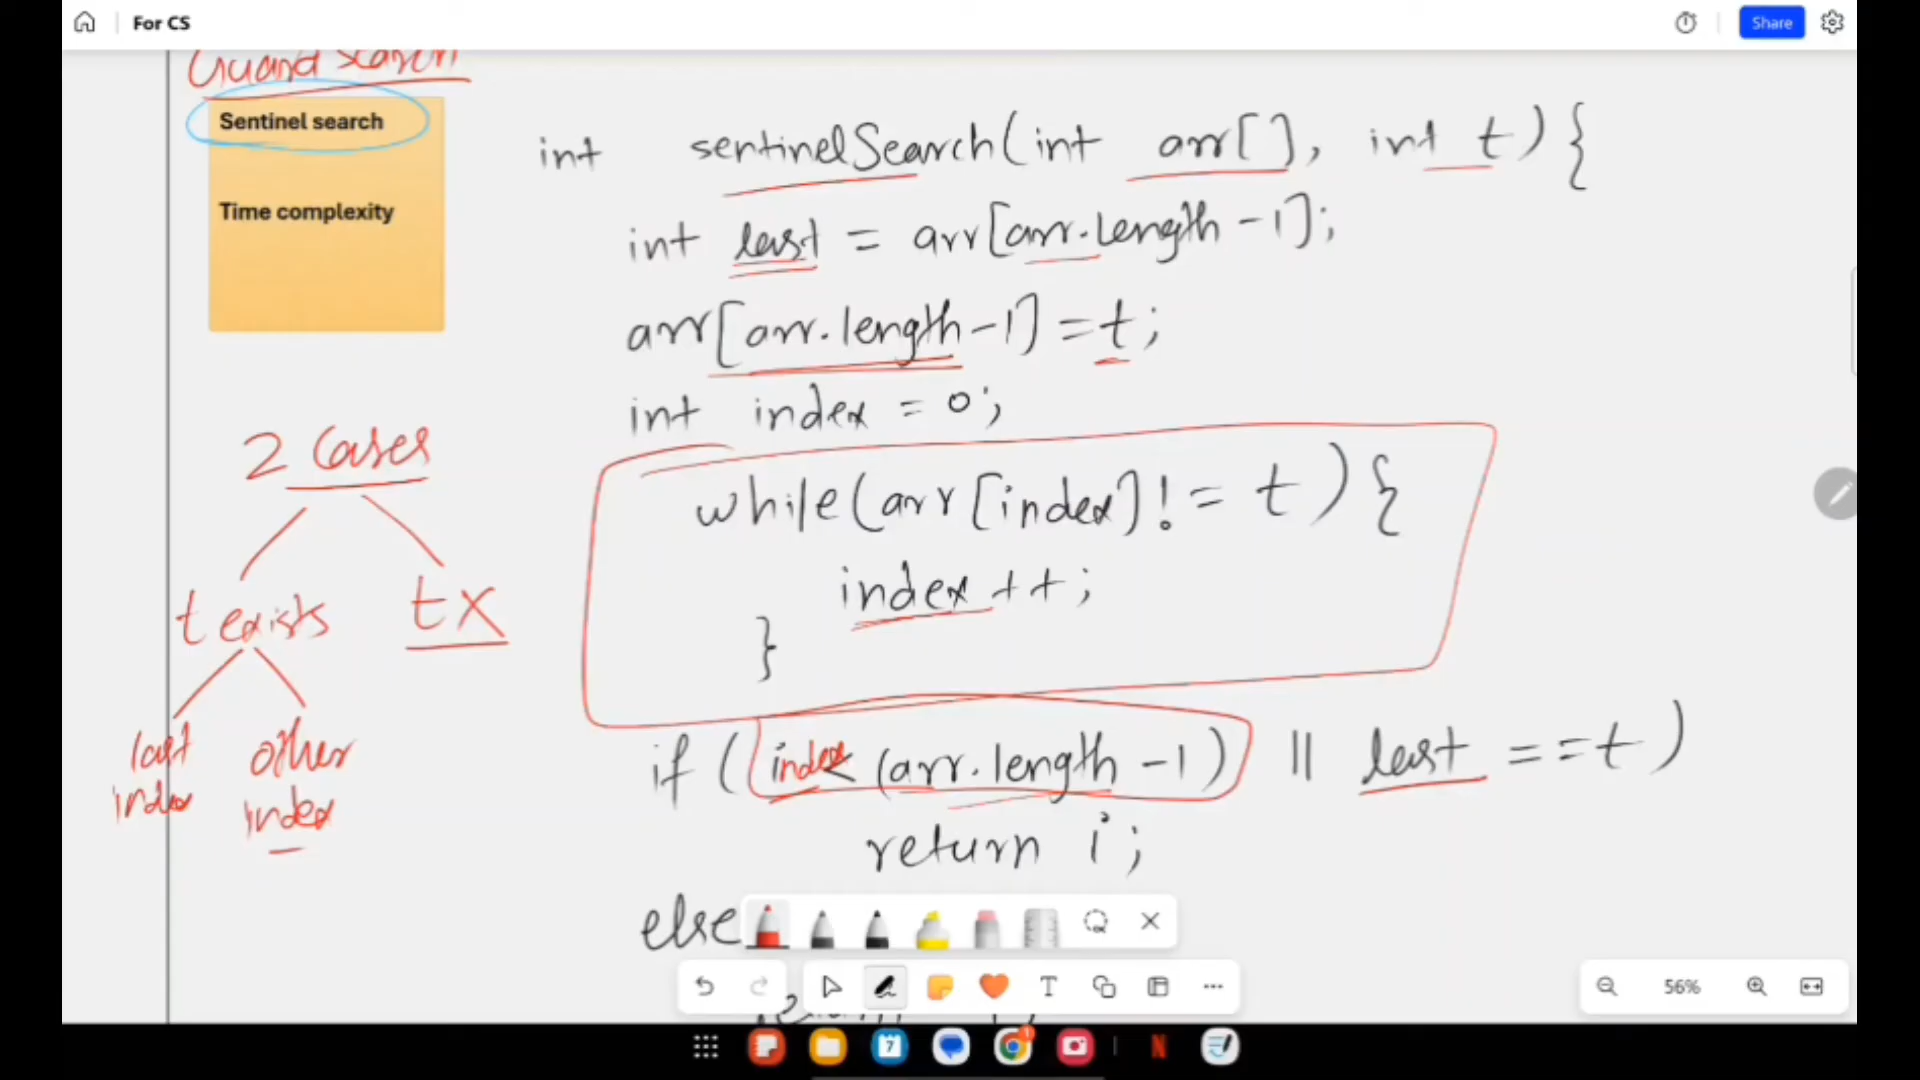 For CS
Share
Guard search
Sentinel search
Time complexity
int sentinelSearch(int arr[], int t){
int last = arr[arr.length-1];
arr[arr.length-1]=t;
int index = 0;
while(arr[index]!= t){
index++;
}
if(index<(arr.length-1) || last ==t)
return i;
else
2 Cases
t exists
tx
last index
other index
56%
7
1
N